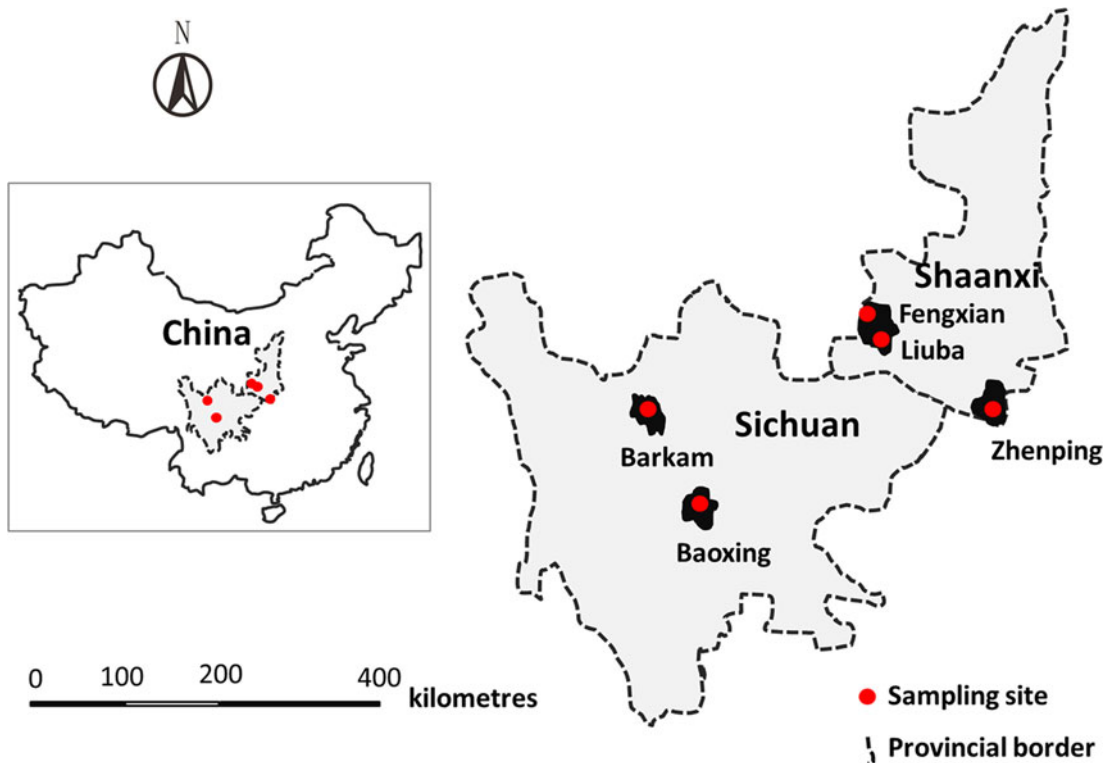 N
China
Shaanxi
Fengxian
Liuba
Barkam
Sichuan
Zhenping
Baoxing
0 100 200 400 kilometres
Sampling site
Provincial border